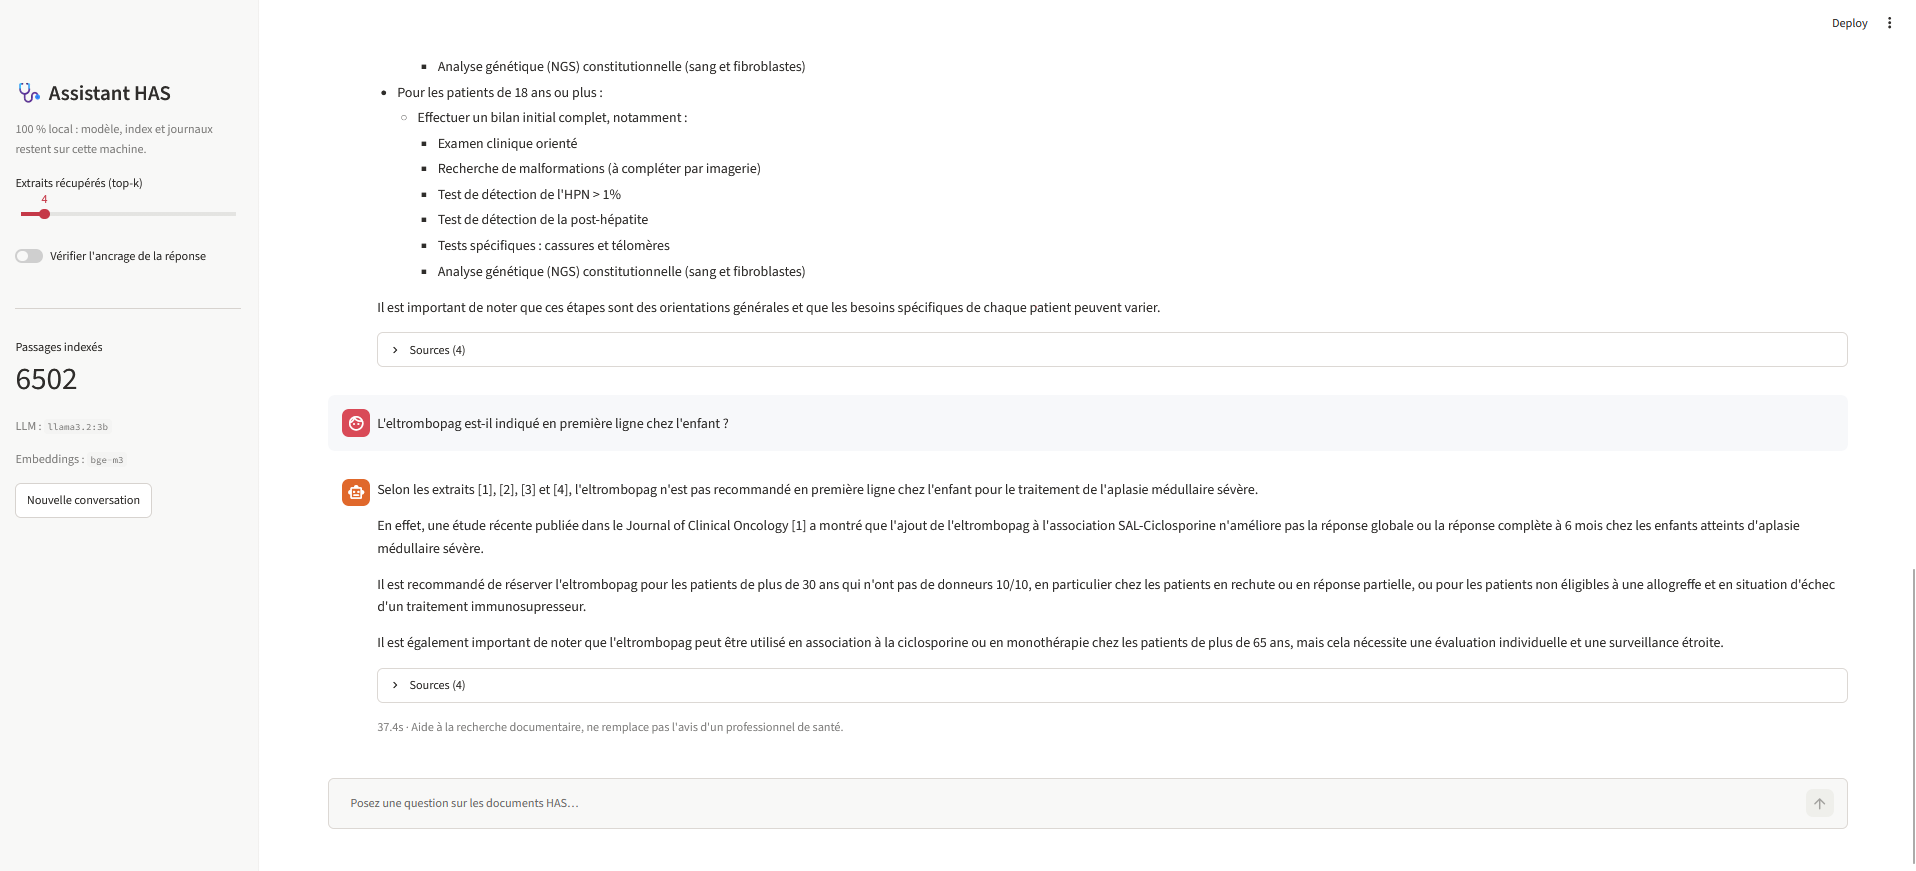 Deploy
Assistant HAS
100 % local : modèle, index et journaux
restent sur cette machine.
Extraits récupérés (top-k)
4
Vérifier l'ancrage de la réponse
Passages indexés
6502
LLM : llama3.2:3b
Embeddings : bge-m3
Nouvelle conversation
▪ Analyse génétique (NGS) constitutionnelle (sang et fibroblastes)
• Pour les patients de 18 ans ou plus :
○ Effectuer un bilan initial complet, notamment :
▪ Examen clinique orienté
▪ Recherche de malformations (à compléter par imagerie)
▪ Test de détection de l'HPN > 1%
▪ Test de détection de la post-hépatite
▪ Tests spécifiques : cassures et télomères
▪ Analyse génétique (NGS) constitutionnelle (sang et fibroblastes)
Il est important de noter que ces étapes sont des orientations générales et que les besoins spécifiques de chaque patient peuvent varier.
Sources (4)
L'eltrombopag est-il indiqué en première ligne chez l'enfant ?
Selon les extraits [1], [2], [3] et [4], l'eltrombopag n'est pas recommandé en première ligne chez l'enfant pour le traitement de l'aplasie médullaire sévère.
En effet, une étude récente publiée dans le Journal of Clinical Oncology [1] a montré que l'ajout de l'eltrombopag à l'association SAL-Ciclosporine n'améliore pas la réponse globale ou la réponse complète à 6 mois chez les enfants atteints d'aplasie
médullaire sévère.
Il est recommandé de réserver l'eltrombopag pour les patients de plus de 30 ans qui n'ont pas de donneurs 10/10, en particulier chez les patients en rechute ou en réponse partielle, ou pour les patients non éligibles à une allogreffe et en situation d'échec
d'un traitement immunosupresseur.
Il est également important de noter que l'eltrombopag peut être utilisé en association à la ciclosporine ou en monothérapie chez les patients de plus de 65 ans, mais cela nécessite une évaluation individuelle et une surveillance étroite.
Sources (4)
37.4s · Aide à la recherche documentaire, ne remplace pas l'avis d'un professionnel de santé.
Posez une question sur les documents HAS…